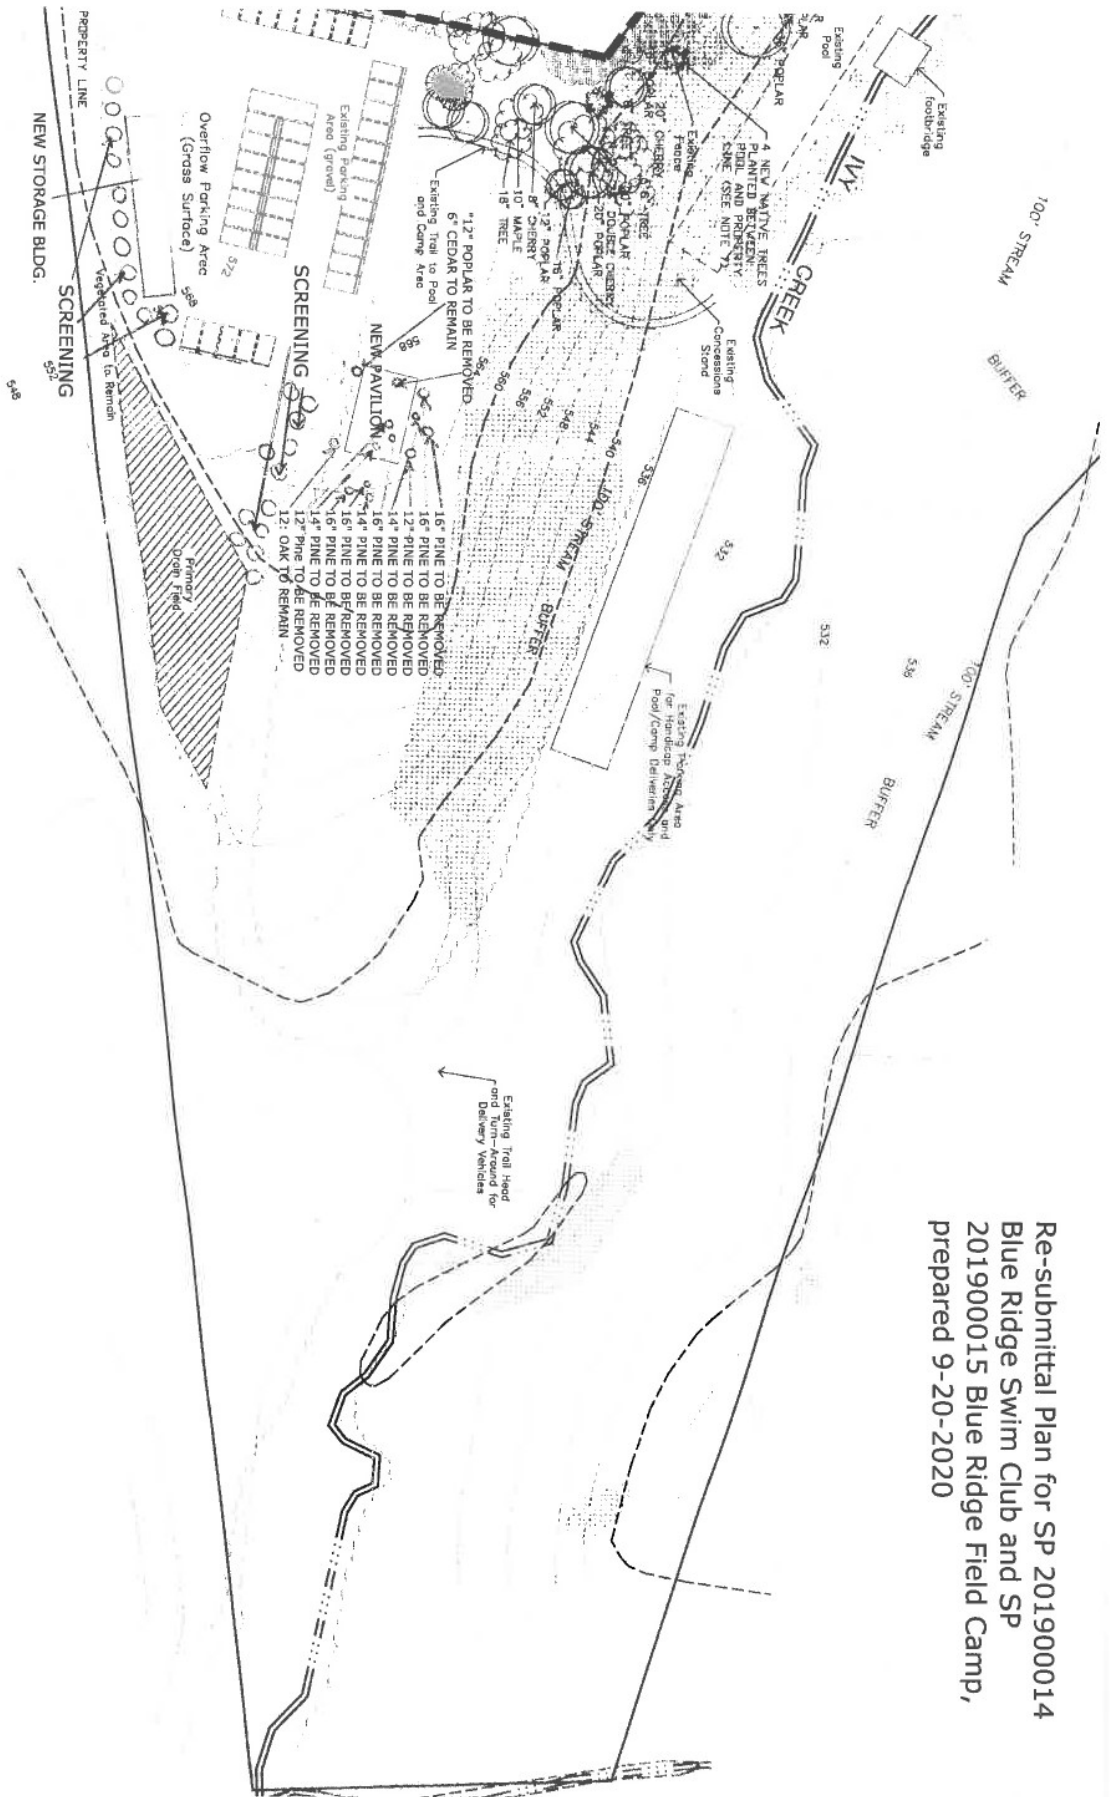 Re-submittal Plan for SP 201900014
Blue Ridge Swim Club and SP
201900015 Blue Ridge Field Camp,
prepared 9-20-2020
100' STREAM
BUFFER
100' STREAM
BUFFER
536
532
532
536
Existing
footbridge
Existing
Pool
IVY
CREEK
POPLAR
4 NEW NATIVE TREES
PLANTED BETWEEN
POOL AND PROPERTY
LINE (SEE NOTE 7)
Existing
Fence
Existing
Concessions
Stand
20" CHERRY
TREE
POPLAR
DOUBLE CHERRY
20" POPLAR
16" POPLAR
12" POPLAR
8" CHERRY
10" MAPLE
18" TREE
Existing Trail to Pool
and Camp Area
Existing Parking Area
for Handicap Access and
Pool/Camp Deliveries Only
100' STREAM
BUFFER
540
544
548
552
556
560
564
568
"12" POPLAR TO BE REMOVED
6" CEDAR TO REMAIN
NEW PAVILION
16" PINE TO BE REMOVED
16" PINE TO BE REMOVED
12" PINE TO BE REMOVED
14" PINE TO BE REMOVED
16" PINE TO BE REMOVED
14" PINE TO BE REMOVED
16" PINE TO BE REMOVED
16" PINE TO BE REMOVED
14" PINE TO BE REMOVED
12" Pine TO BE REMOVED
12: OAK TO REMAIN
Existing Parking
Area (gravel)
SCREENING
Overflow Parking Area
(Grass Surface)
572
568
Primary
Drain Field
Vegetated Area to Remain
SCREENING
552
548
PROPERTY LINE
NEW STORAGE BLDG.
Existing Trail Head
and Turn-Around for
Delivery Vehicles